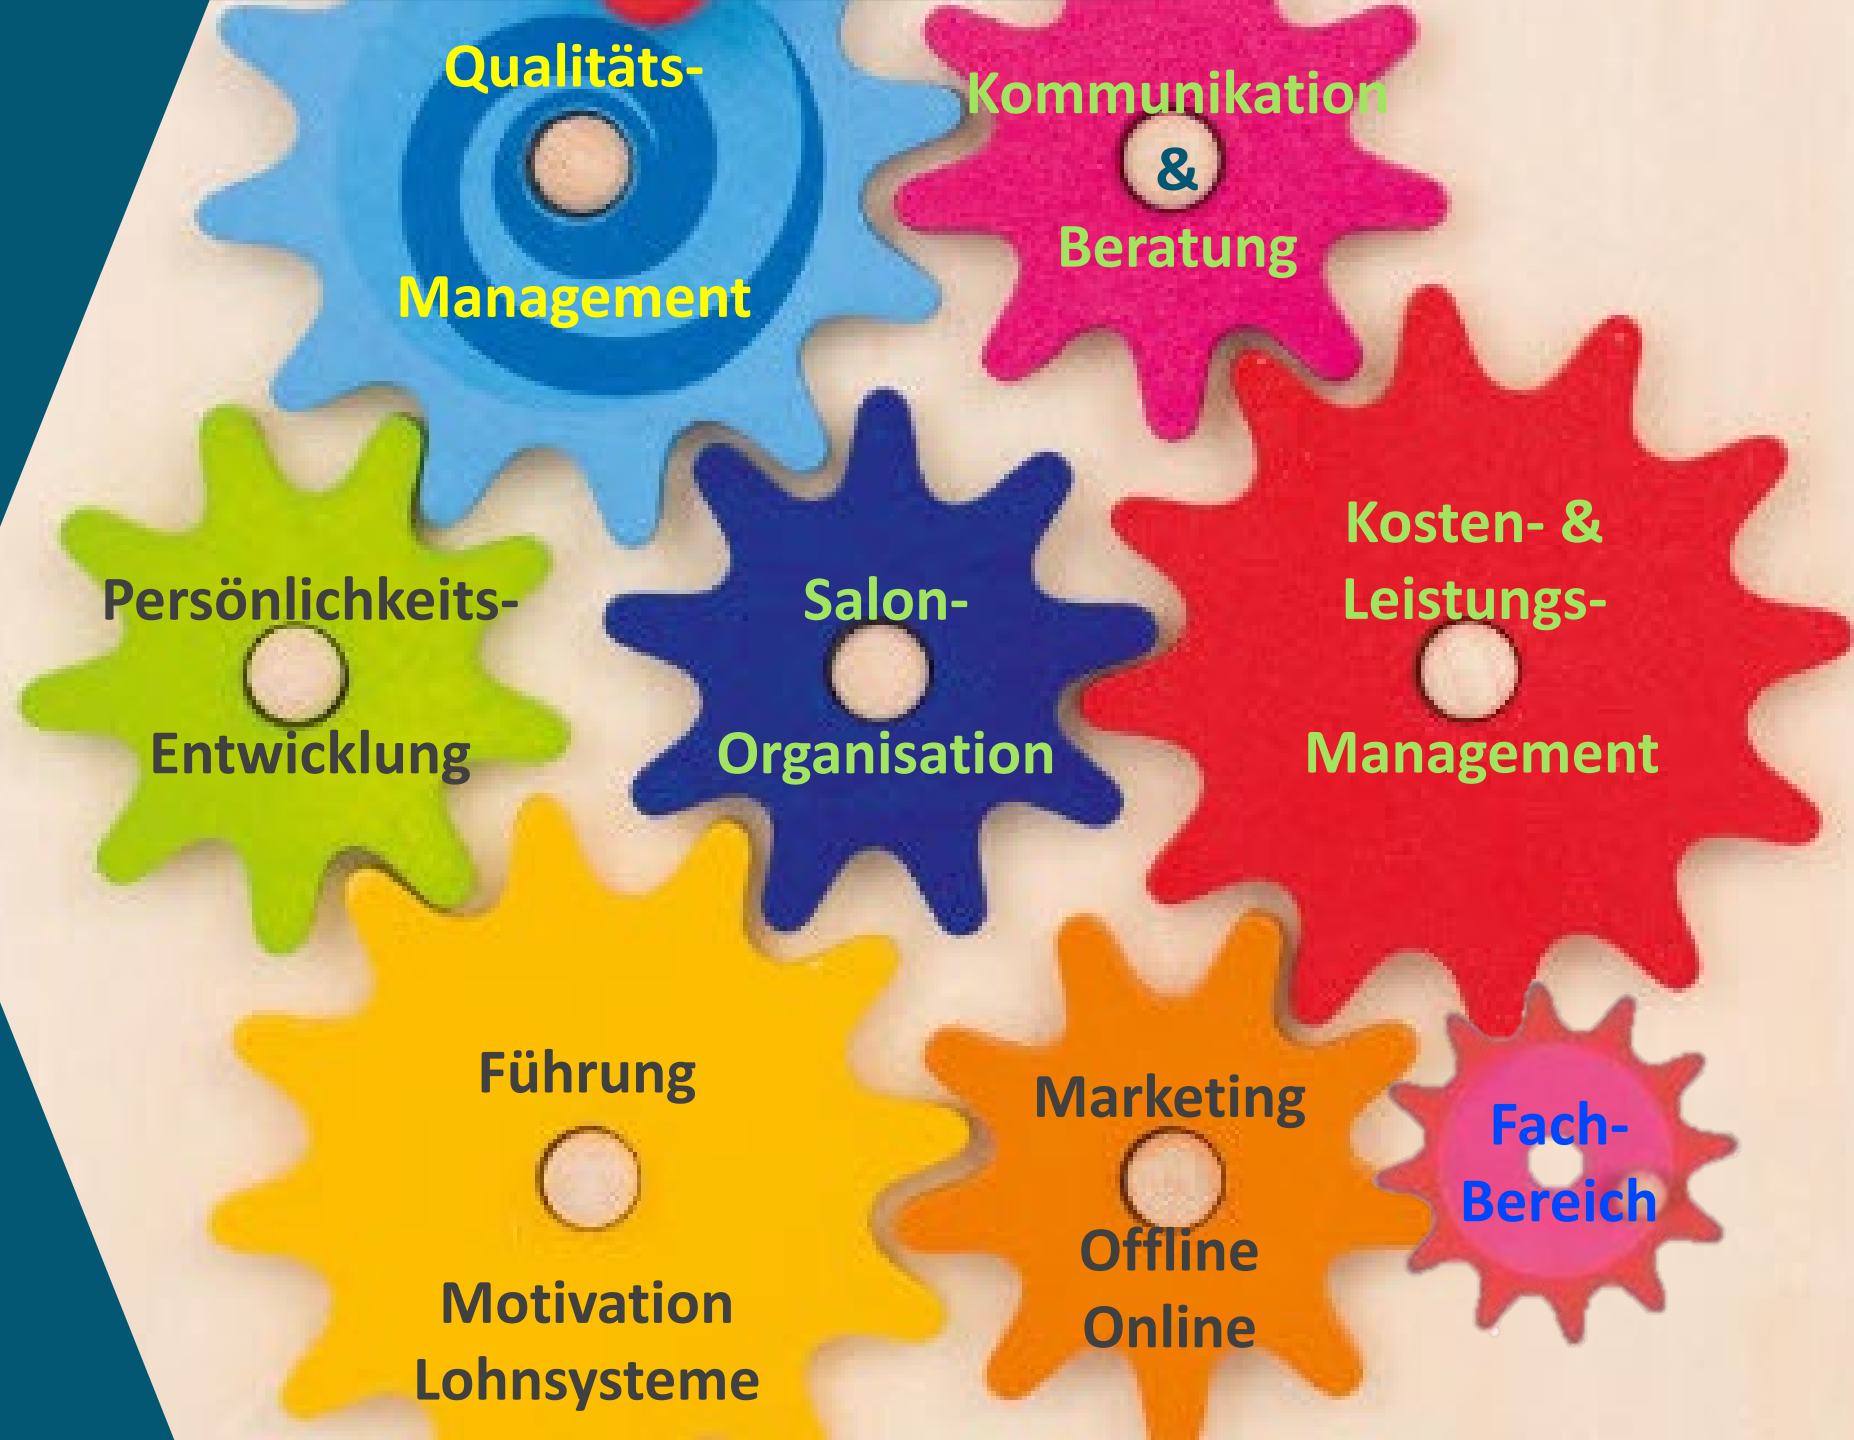 Qualitäts-
Management
Kommunikation
&
Beratung
Persönlichkeits-
Entwicklung
Salon-
Organisation
Kosten- &
Leistungs-
Management
Führung
Motivation
Lohnsysteme
Marketing
Offline
Online
Fach-
Bereich